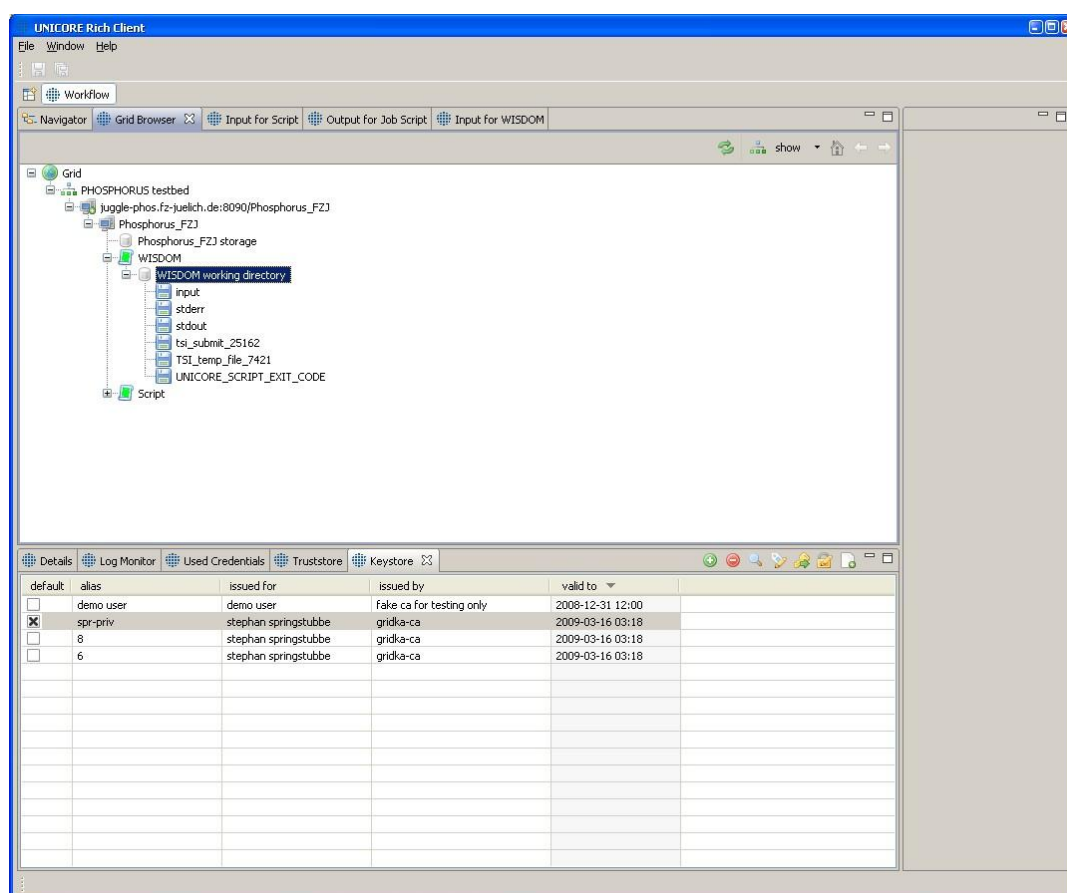 UNICORE Rich Client
File Window Help
Workflow
Navigator Grid Browser Input for Script Output for Job Script Input for WISDOM
show
Grid
PHOSPHORUS testbed
juggle-phos.fz-juelich.de:8090/Phosphorus_FZJ
Phosphorus_FZJ
Phosphorus_FZJ storage
WISDOM
WISDOM working directory
input
stderr
stdout
tsi_submit_25162
TSI_temp_file_7421
UNICORE_SCRIPT_EXIT_CODE
Script
Details Log Monitor Used Credentials Truststore Keystore
default alias issued for issued by valid to
demo user demo user fake ca for testing only 2008-12-31 12:00
spr-priv stephan springstubbe gridka-ca 2009-03-16 03:18
8 stephan springstubbe gridka-ca 2009-03-16 03:18
6 stephan springstubbe gridka-ca 2009-03-16 03:18